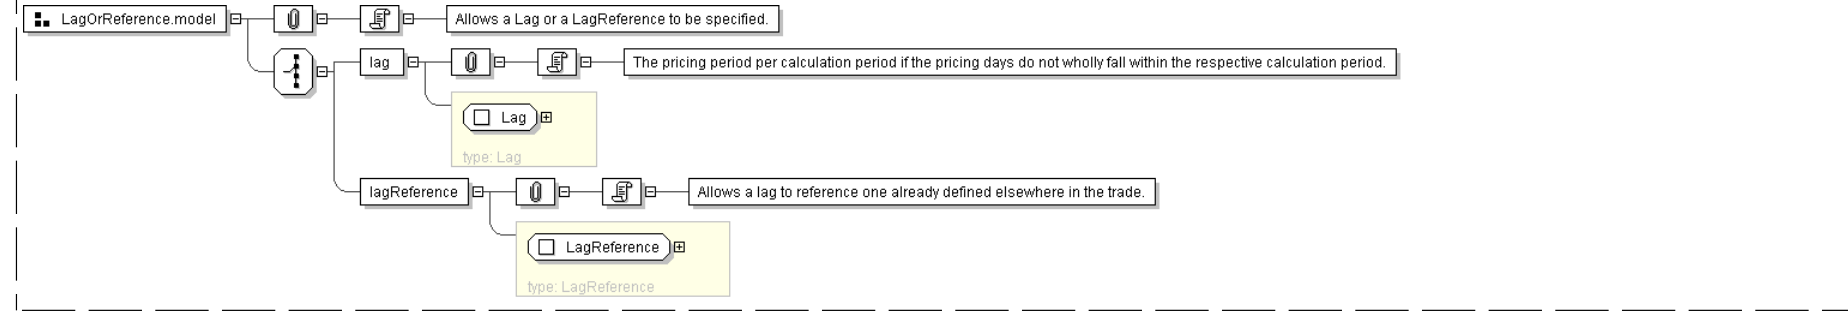 LagOrReference.model
Allows a Lag or a LagReference to be specified.
lag
The pricing period per calculation period if the pricing days do not wholly fall within the respective calculation period.
Lag
type: Lag
lagReference
Allows a lag to reference one already defined elsewhere in the trade.
LagReference
type: LagReference